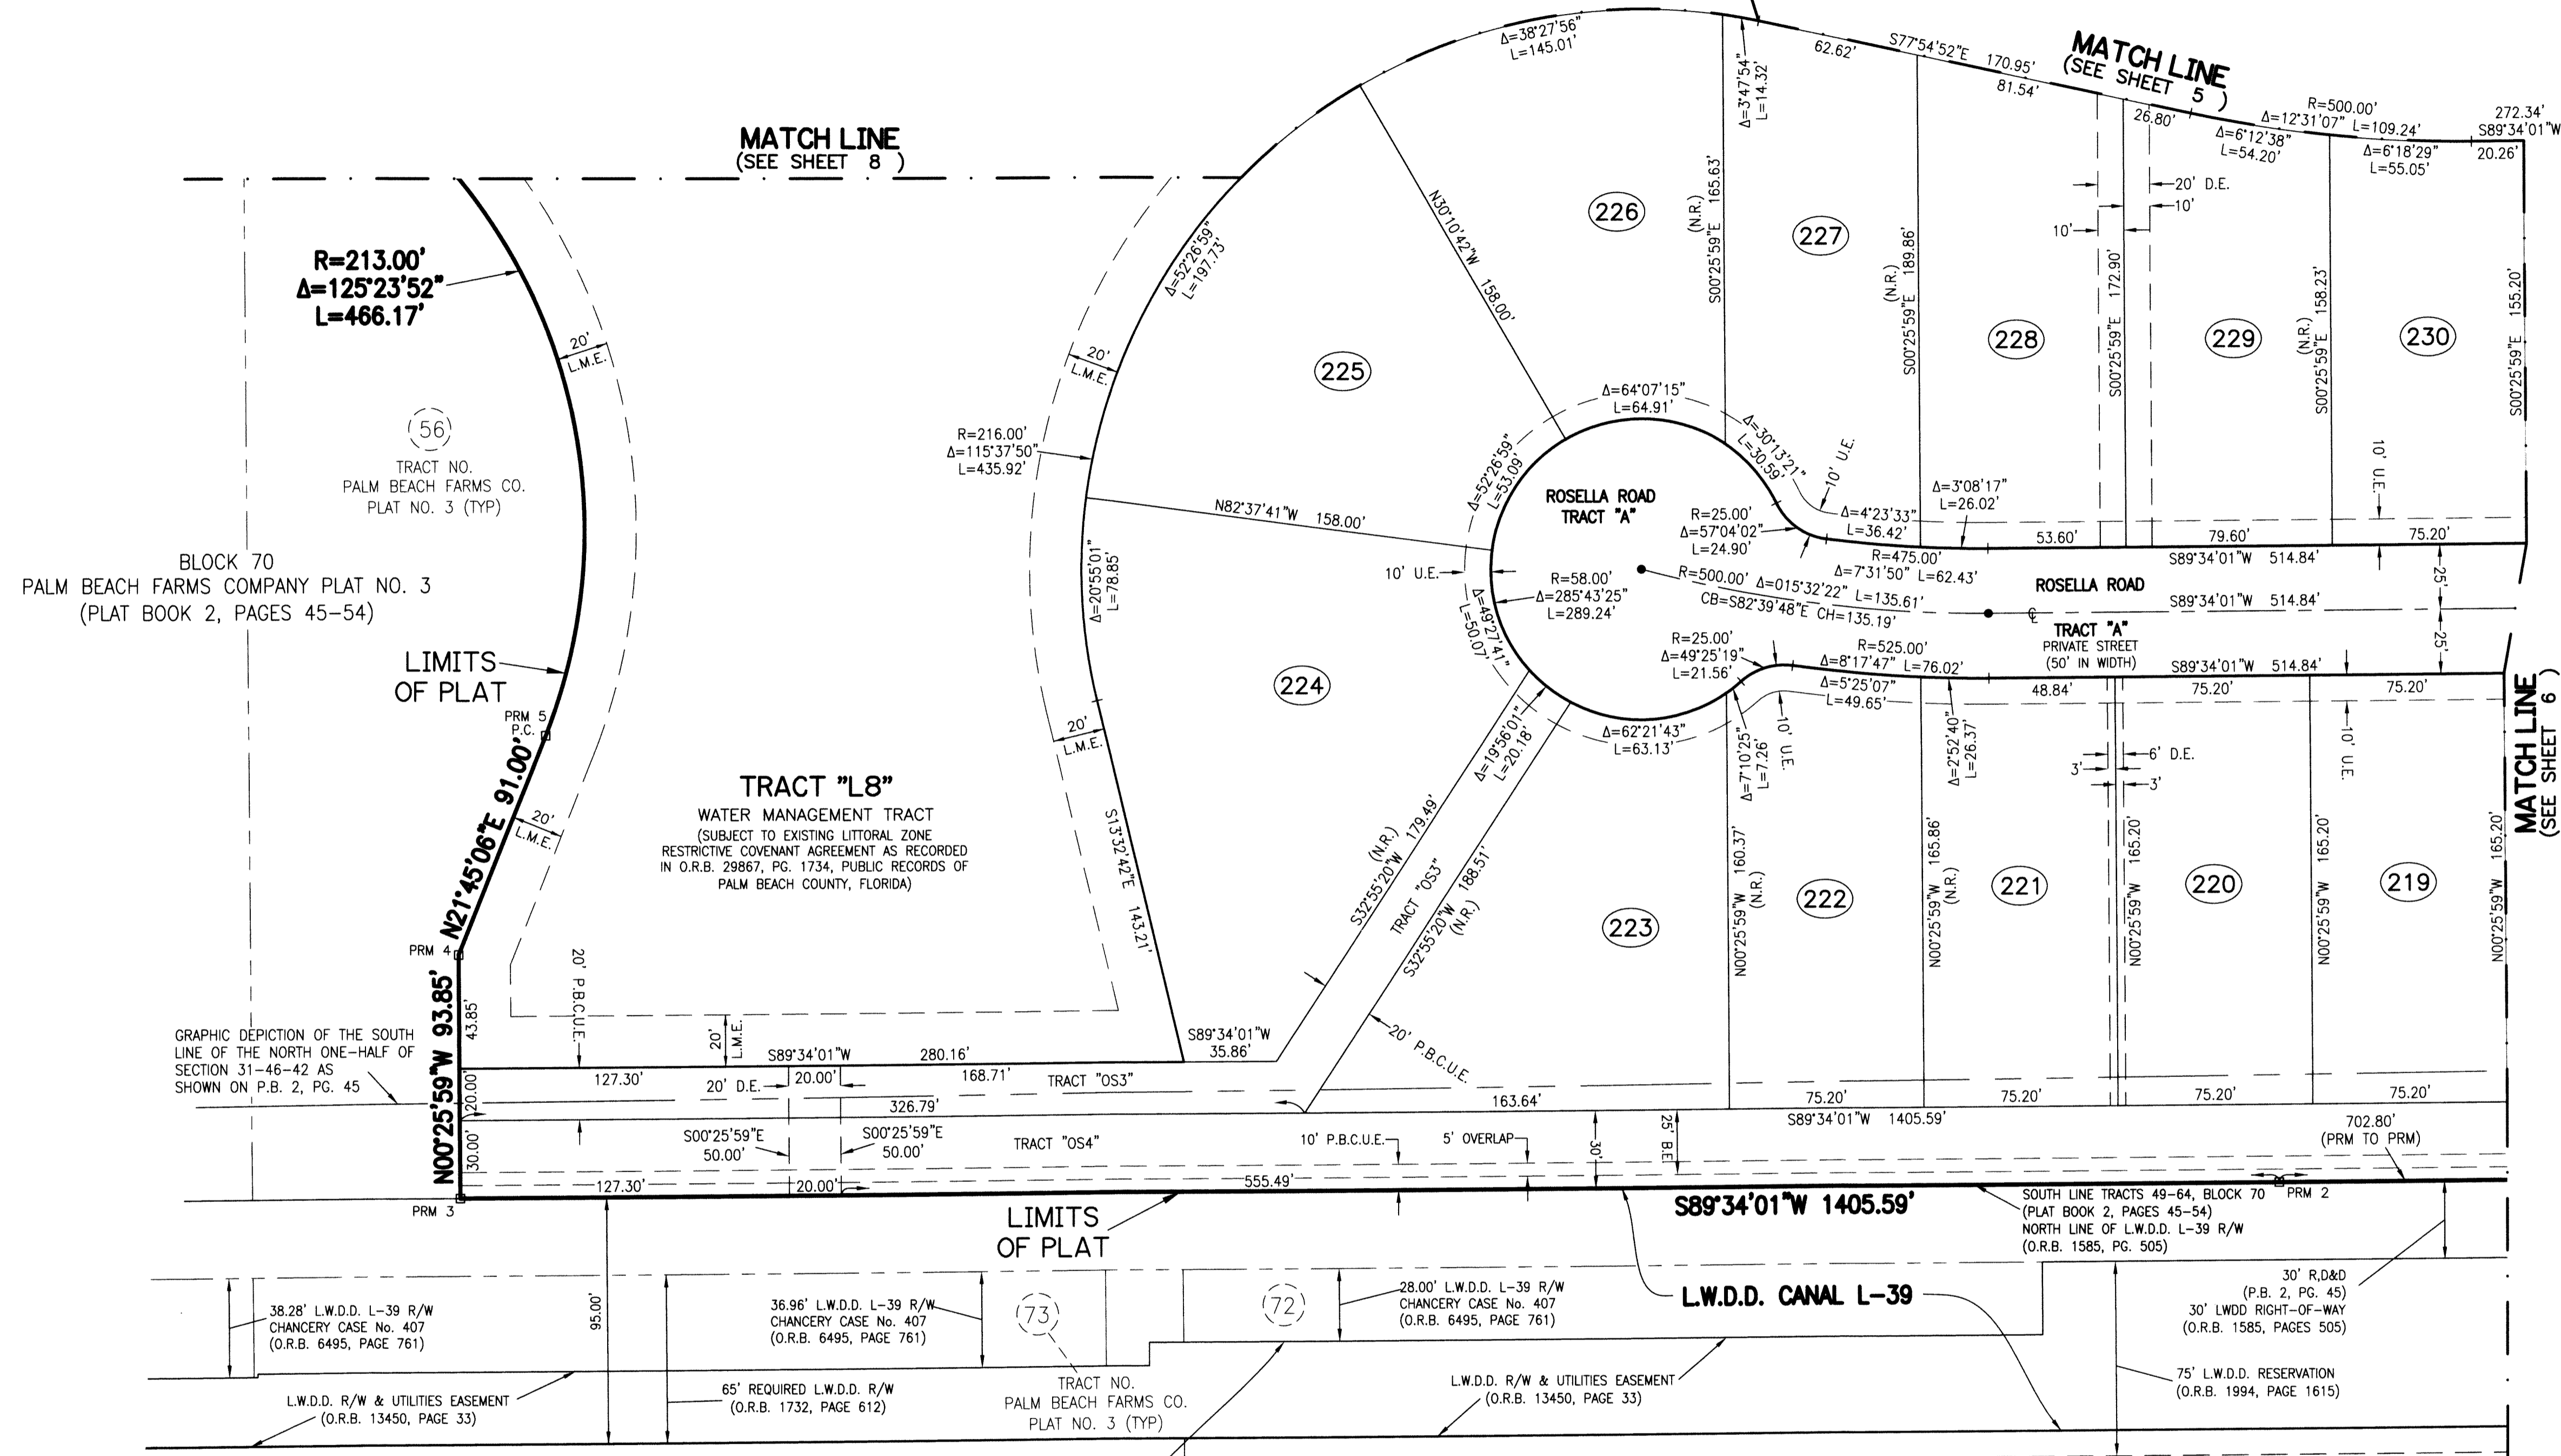 MATCH LINE
(SEE SHEET 8 )
R=213.00'
Δ=125°23'52"
L=466.17'
20'
L.M.E.
56
TRACT NO.
PALM BEACH FARMS CO.
PLAT NO. 3 (TYP)
BLOCK 70
PALM BEACH FARMS COMPANY PLAT NO. 3
(PLAT BOOK 2, PAGES 45-54)
LIMITS
OF PLAT
PRM 5
P.C.
N21°45'06"E 91.00'
20'
L.M.E.
PRM 4
N00°25'59"W 93.85'
43.85'
20.00'
30.00'
PRM 3
GRAPHIC DEPICTION OF THE SOUTH
LINE OF THE NORTH ONE-HALF OF
SECTION 31-46-42 AS
SHOWN ON P.B. 2, PG. 45
TRACT "L8"
WATER MANAGEMENT TRACT
(SUBJECT TO EXISTING LITTORAL ZONE
RESTRICTIVE COVENANT AGREEMENT AS RECORDED
IN O.R.B. 29867, PG. 1734, PUBLIC RECORDS OF
PALM BEACH COUNTY, FLORIDA)
20' P.B.C.U.E.
20'
L.M.E.
R=216.00'
Δ=115°37'50"
L=435.92'
20'
L.M.E.
20'
L.M.E.
Δ=52°26'59"
L=197.73'
Δ=20°55'01"
L=78.85'
S13°32'42"E 143.21'
Δ=38°27'56"
L=145.01'
Δ=3°47'54"
L=14.32'
62.62'
S77°54'52"E 170.95'
81.54'
MATCH LINE
(SEE SHEET 5 )
26.80'
R=500.00'
Δ=12°31'07" L=109.24'
Δ=6°12'38"
L=54.20'
Δ=6°18'29"
L=55.05'
272.34'
S89°34'01"W
20.26'
225
N30°10'42"W 158.00'
226
(N.R.)
S00°25'59"E 165.63'
227
(N.R.)
S00°25'59"E 189.86'
228
S00°25'59"E 172.90'
20' D.E.
10'
10'
229
(N.R.)
S00°25'59"E 158.23'
230
S00°25'59"E 155.20'
10' U.E.
N82°37'41"W 158.00'
224
Δ=64°07'15"
L=64.91'
Δ=52°26'59"
L=53.09'
Δ=30°13'21"
L=30.59'
10' U.E.
ROSELLA ROAD
TRACT "A"
10' U.E.
R=58.00'
Δ=285°43'25"
L=289.24'
Δ=49°27'41"
L=50.07'
R=25.00'
Δ=57°04'02"
L=24.90'
Δ=4°23'33"
L=36.42'
Δ=3°08'17"
L=26.02'
53.60'
79.60'
75.20'
R=475.00'
Δ=7°31'50" L=62.43'
S89°34'01"W 514.84'
R=500.00' Δ=015°32'22" L=135.61'
CB=S82°39'48"E CH=135.19'
ROSELLA ROAD
S89°34'01"W 514.84'
25'
25'
TRACT "A"
PRIVATE STREET
(50' IN WIDTH)
S89°34'01"W 514.84'
R=25.00'
Δ=49°25'19"
L=21.56'
R=525.00'
Δ=8°17'47" L=76.02'
Δ=5°25'07"
L=49.65'
48.84'
75.20'
75.20'
Δ=62°21'43"
L=63.13'
Δ=19°56'01"
L=20.18'
Δ=7°10'25"
L=7.26'
10' U.E.
Δ=2°52'40"
L=26.37'
6' D.E.
3'
3'
10' U.E.
MATCH LINE
(SEE SHEET 6 )
(N.R.)
S32°55'20"W 179.49'
TRACT "OS3"
S32°55'20"W 188.51'
(N.R.)
223
N00°25'59"W 160.37'
(N.R.)
222
N00°25'59"W 165.86'
(N.R.)
221
N00°25'59"W 165.20'
220
N00°25'59"W 165.20'
219
N00°25'59"W 165.20'
20' P.B.C.U.E.
S89°34'01"W 280.16'
S89°34'01"W
35.86'
127.30'
20' D.E.
20.00'
168.71'
TRACT "OS3"
326.79'
163.64'
75.20'
75.20'
75.20'
75.20'
S89°34'01"W 1405.59'
S00°25'59"E
50.00'
S00°25'59"E
50.00'
TRACT "OS4"
10' P.B.C.U.E.
5' OVERLAP
30'
25' B.E.
702.80'
(PRM TO PRM)
127.30'
20.00'
555.49'
LIMITS
OF PLAT
S89°34'01"W 1405.59'
SOUTH LINE TRACTS 49-64, BLOCK 70
(PLAT BOOK 2, PAGES 45-54)
NORTH LINE OF L.W.D.D. L-39 R/W
(O.R.B. 1585, PG. 505)
PRM 2
95.00'
38.28' L.W.D.D. L-39 R/W
CHANCERY CASE No. 407
(O.R.B. 6495, PAGE 761)
36.96' L.W.D.D. L-39 R/W
CHANCERY CASE No. 407
(O.R.B. 6495, PAGE 761)
73
72
28.00' L.W.D.D. L-39 R/W
CHANCERY CASE No. 407
(O.R.B. 6495, PAGE 761)
L.W.D.D. CANAL L-39
30' R,D&D
(P.B. 2, PG. 45)
30' LWDD RIGHT-OF-WAY
(O.R.B. 1585, PAGES 505)
L.W.D.D. R/W & UTILITIES EASEMENT
(O.R.B. 13450, PAGE 33)
65' REQUIRED L.W.D.D. R/W
(O.R.B. 1732, PAGE 612)
TRACT NO.
PALM BEACH FARMS CO.
PLAT NO. 3 (TYP)
L.W.D.D. R/W & UTILITIES EASEMENT
(O.R.B. 13450, PAGE 33)
75' L.W.D.D. RESERVATION
(O.R.B. 1994, PAGE 1615)